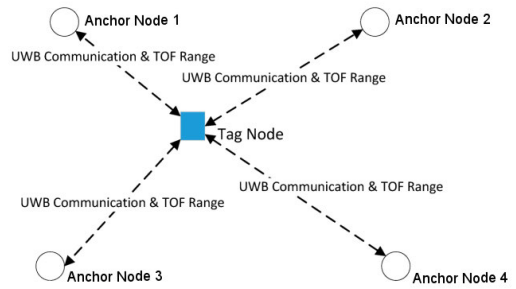 Anchor Node 1
Anchor Node 2
UWB Communication & TOF Range
UWB Communication & TOF Range
Tag Node
UWB Communication & TOF Range
UWB Communication & TOF Range
Anchor Node 3
Anchor Node 4